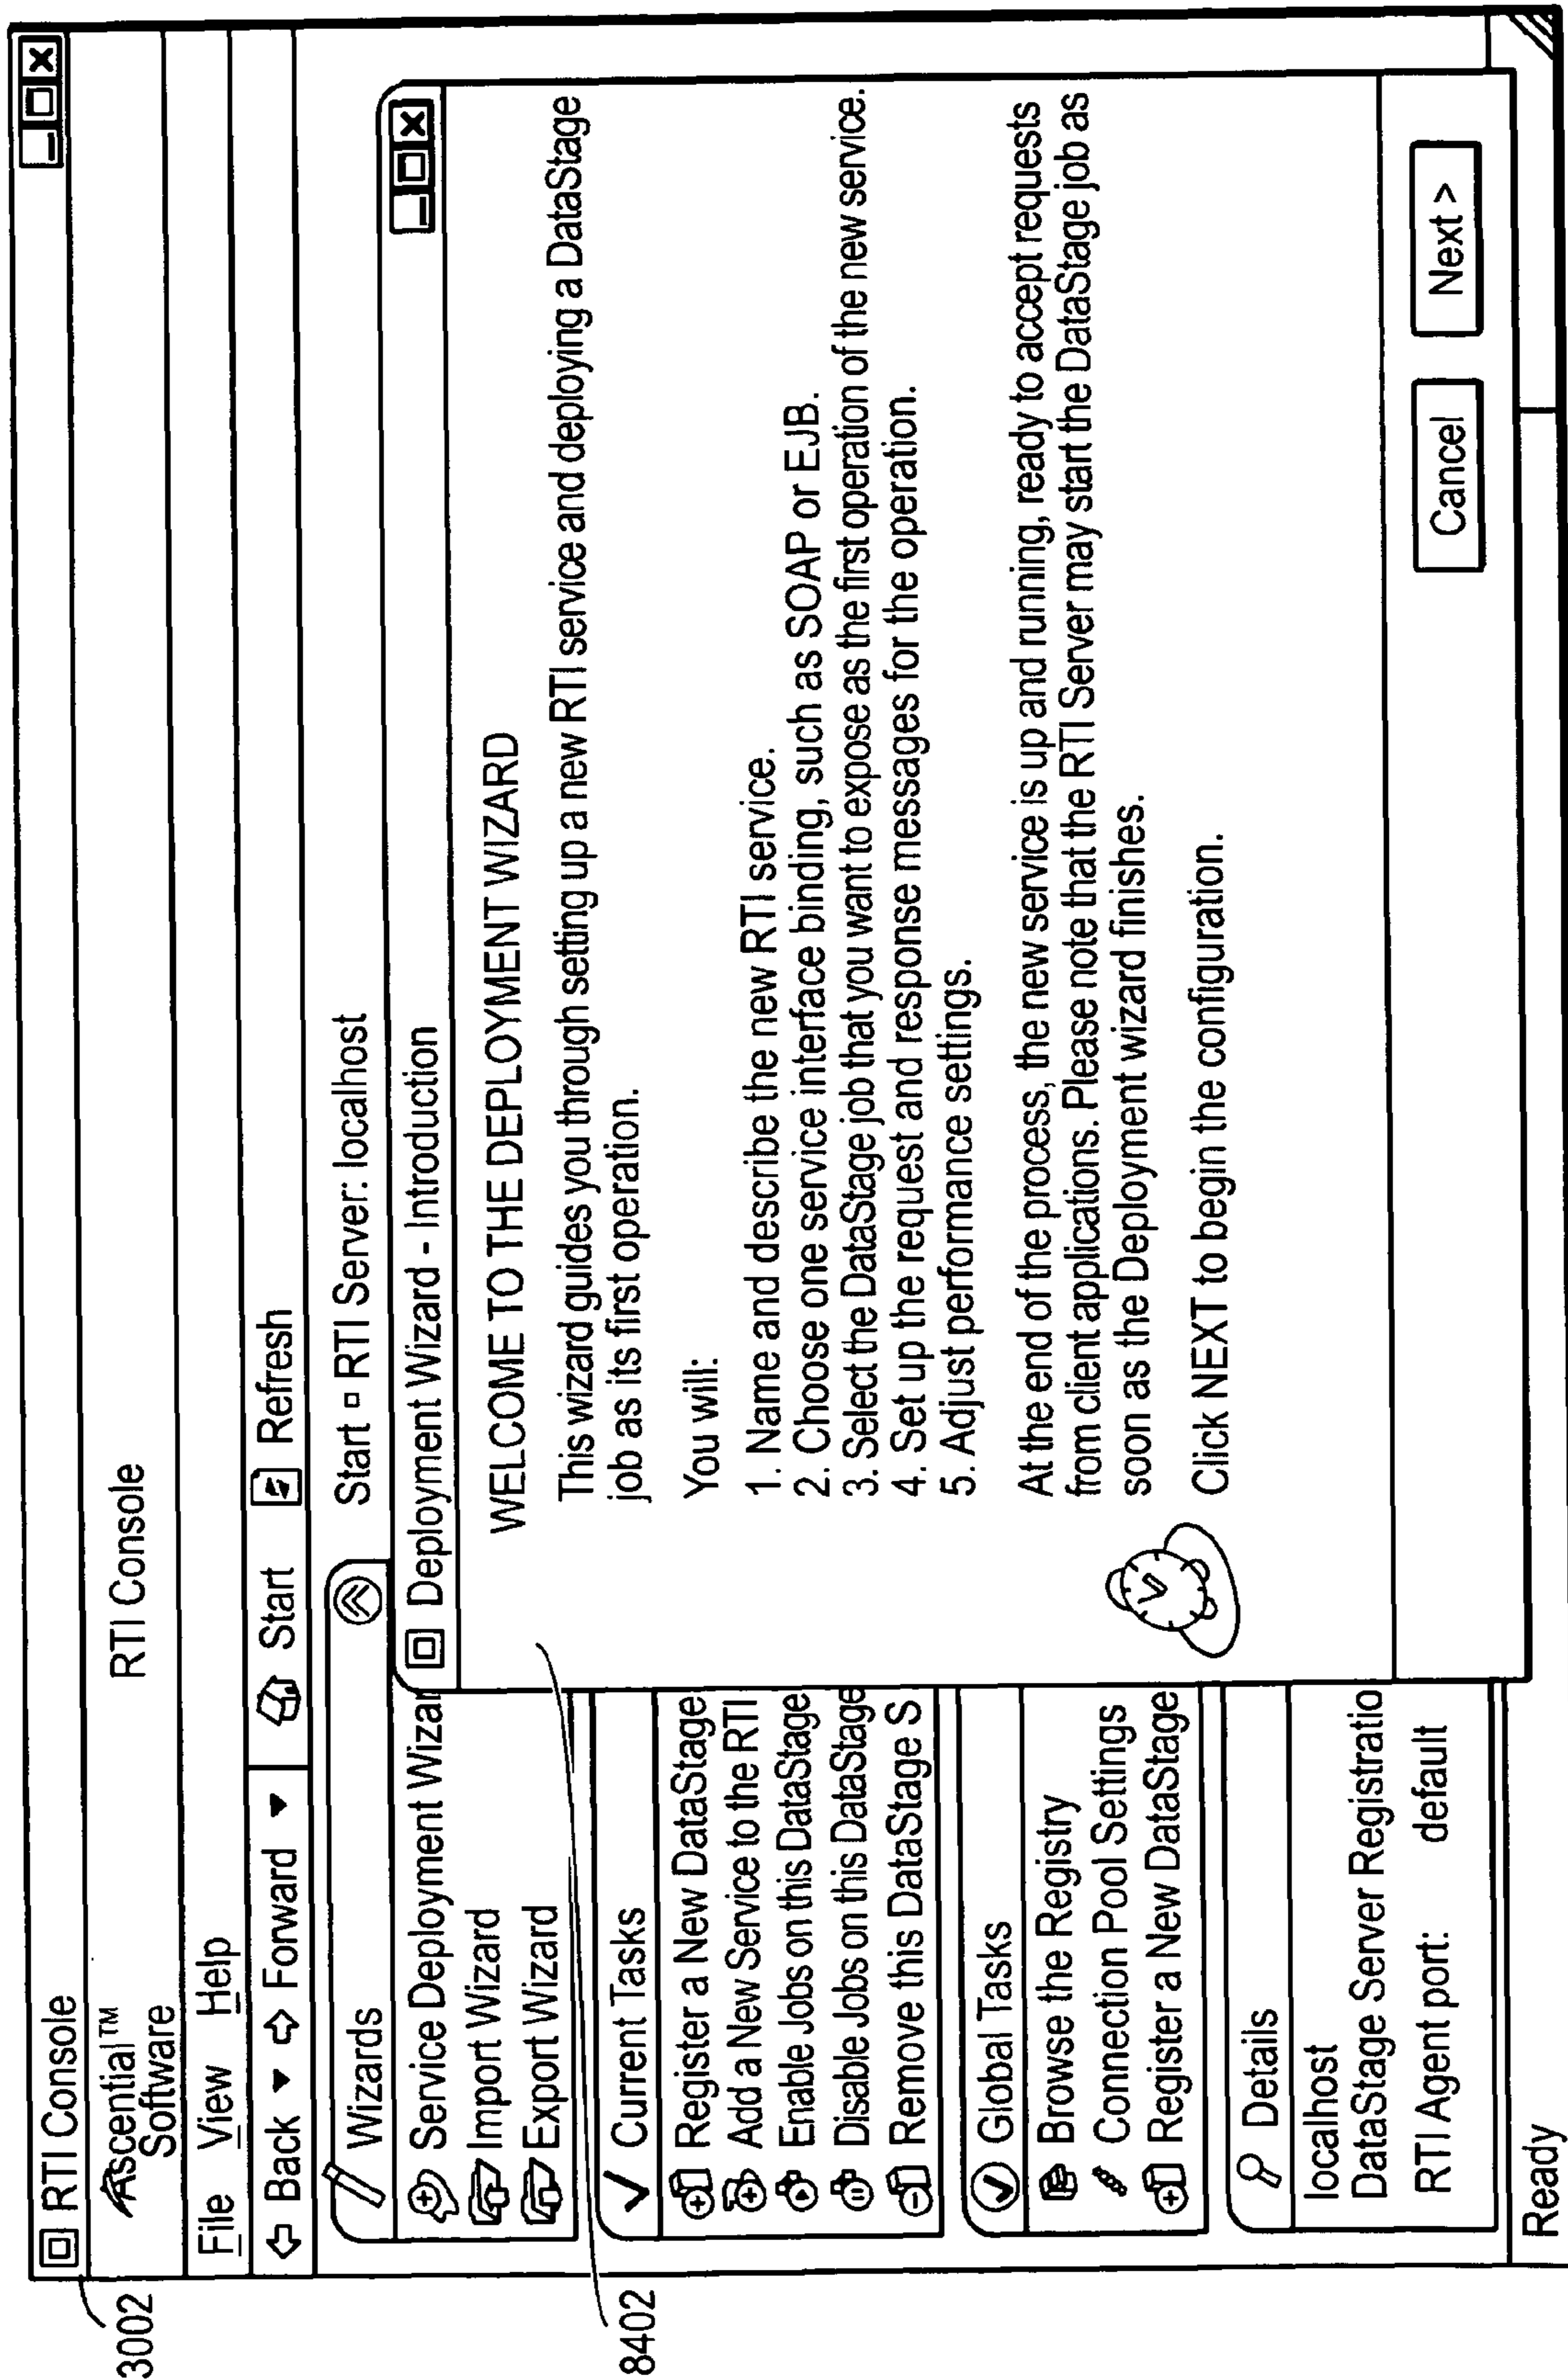 RTI Console
Ascential™
Software
RTI Console
File View Help
Back Forward Start Refresh
Wizards
Service Deployment Wizar
Import Wizard
Export Wizard
Current Tasks
Register a New DataStage
Add a New Service to the RTI
Enable Jobs on this DataStage
Disable Jobs on this DataStage
Remove this DataStage S
Global Tasks
Browse the Registry
Connection Pool Settings
Register a New DataStage
Details
localhost
DataStage Server Registratio
RTI Agent port: default
Ready
Start RTI Server: localhost
Deployment Wizard - Introduction
WELCOME TO THE DEPLOYMENT WIZARD
This wizard guides you through setting up a new RTI service and deploying a DataStage
job as its first operation.
You will:
1. Name and describe the new RTI service.
2. Choose one service interface binding, such as SOAP or EJB.
3. Select the DataStage job that you want to expose as the first operation of the new service.
4. Set up the request and response messages for the operation.
5. Adjust performance settings.
At the end of the process, the new service is up and running, ready to accept requests
from client applications. Please note that the RTI Server may start the DataStage job as
soon as the Deployment wizard finishes.
Click NEXT to begin the configuration.
Cancel
Next >
3002
8402